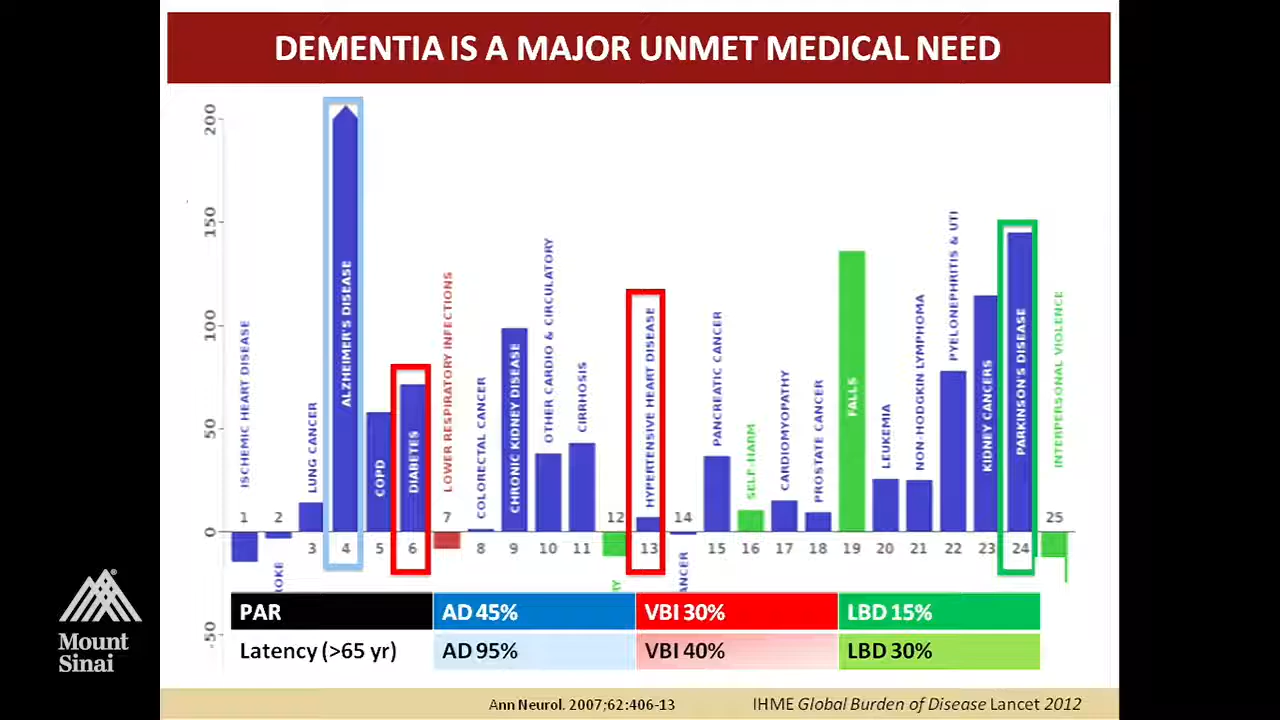 DEMENTIA IS A MAJOR UNMET MEDICAL NEED
200
150
100
50
0
-50
ISCHEMIC HEART DISEASE
LUNG CANCER
ALZHEIMER'S DISEASE
COPD
DIABETES
LOWER RESPIRATORY INFECTIONS
COLORECTAL CANCER
CHRONIC KIDNEY DISEASE
OTHER CARDIO & CIRCULATORY
CIRRHOSIS
HYPERTENSIVE HEART DISEASE
PANCREATIC CANCER
SELF-HARM
CARDIOMYOPATHY
PROSTATE CANCER
FALLS
LEUKEMIA
NON-HODGKIN LYMPHOMA
PYELONEPHRITIS & UTI
KIDNEY CANCERS
PARKINSON'S DISEASE
INTERPERSONAL VIOLENCE
1 2 7 12 14 25
3 4 5 6 8 9 10 11 13 15 16 17 18 19 20 21 22 23 24
OKE
RY
ANCER
PAR AD 45% VBI 30% LBD 15%
Latency (>65 yr) AD 95% VBI 40% LBD 30%
Ann Neurol. 2007;62:406-13 IHME Global Burden of Disease Lancet 2012
Mount
Sinai
®